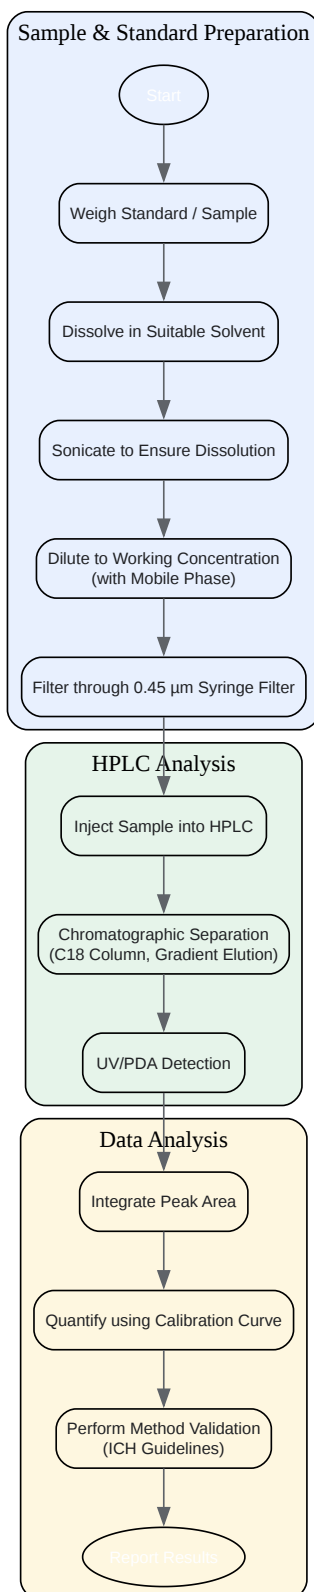 Sample & Standard Preparation
Start
Weigh Standard / Sample
Dissolve in Suitable Solvent
Sonicate to Ensure Dissolution
Dilute to Working Concentration
(with Mobile Phase)
Filter through 0.45 µm Syringe Filter
HPLC Analysis
Inject Sample into HPLC
Chromatographic Separation
(C18 Column, Gradient Elution)
UV/PDA Detection
Data Analysis
Integrate Peak Area
Quantify using Calibration Curve
Perform Method Validation
(ICH Guidelines)
Report Results